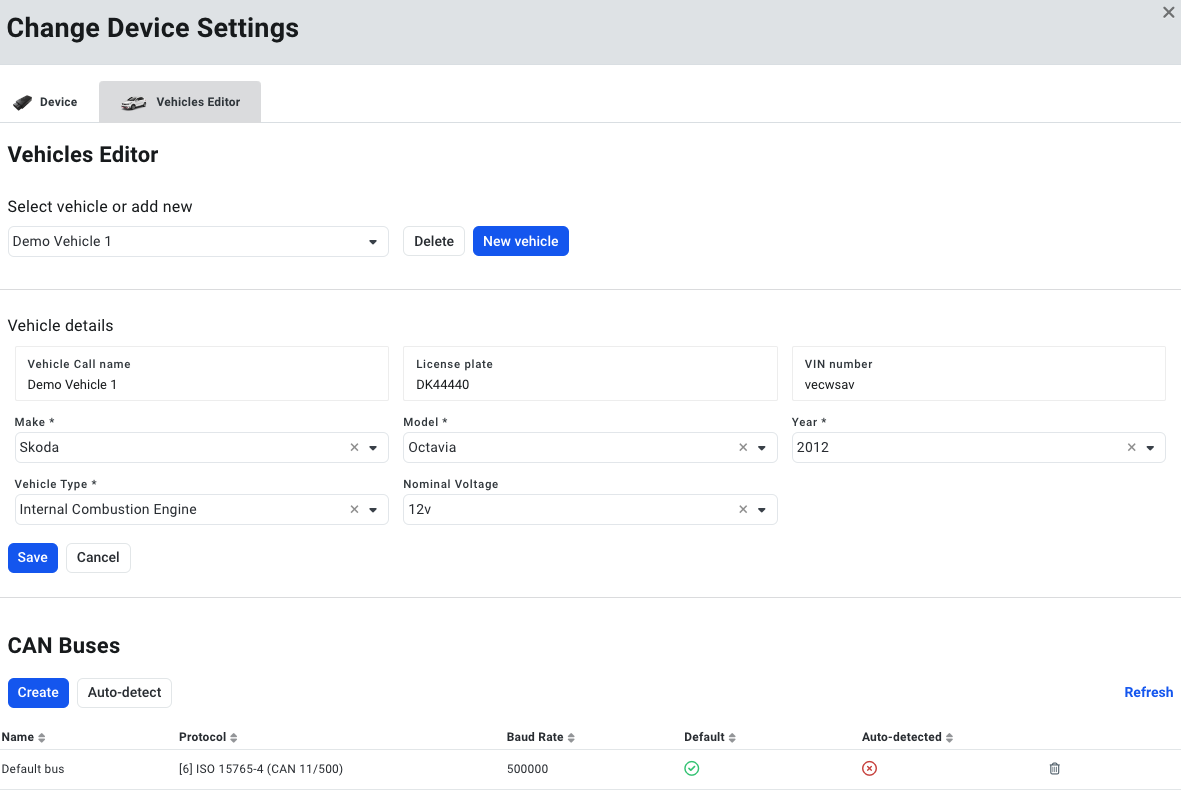 Change Device Settings
Device
Vehicles Editor
Vehicles Editor
Select vehicle or add new
Demo Vehicle 1
Delete
New vehicle
Vehicle details
Vehicle Call name
Demo Vehicle 1
License plate
DK44440
VIN number
vecwsav
Make *
Skoda
Model *
Octavia
Year *
2012
Vehicle Type *
Internal Combustion Engine
Nominal Voltage
12v
Save
Cancel
CAN Buses
Create
Auto-detect
Refresh
Name Protocol Baud Rate Default Auto-detected
Default bus [6] ISO 15765-4 (CAN 11/500) 500000